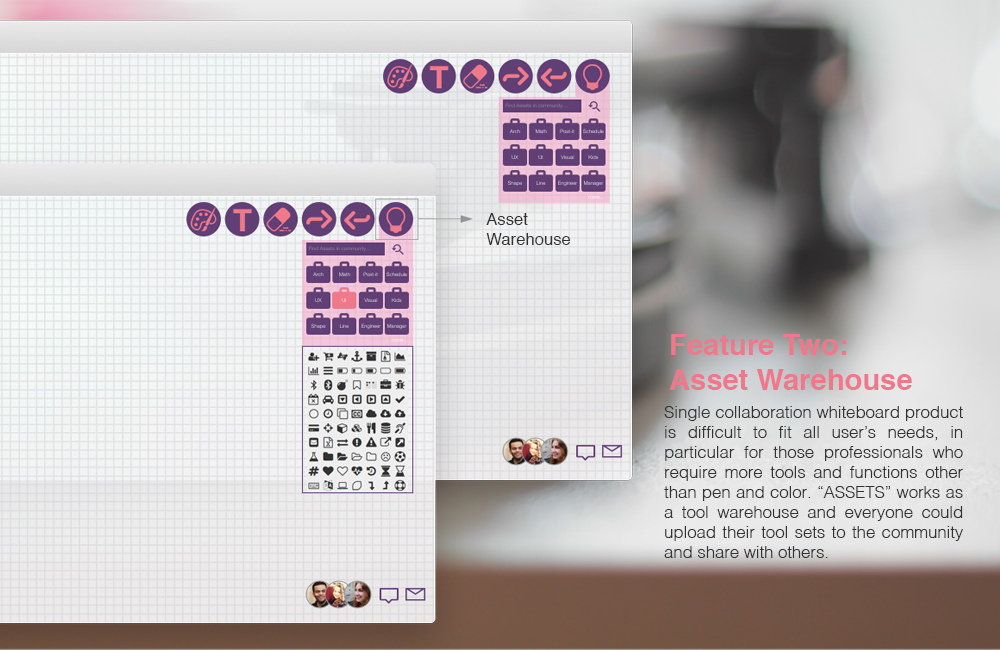 T
Find Assets in community...
Arch Math Post-it Schedule
UX UI Visual Kids
Shape Line Engineer Manager
T
Asset
Warehouse
Find Assets in community...
Arch Math Post-it Schedule
UX UI Visual Kids
Shape Line Engineer Manager
Feature Two:
Asset Warehouse
Single collaboration whiteboard product
is difficult to fit all user’s needs, in
particular for those professionals who
require more tools and functions other
than pen and color. “ASSETS” works as
a tool warehouse and everyone could
upload their tool sets to the community
and share with others.